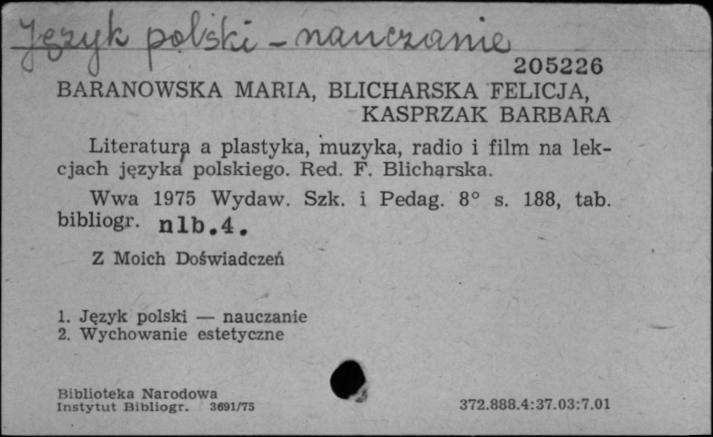 Język polski - nauczanie
205226
BARANOWSKA MARIA, BLICHARSKA FELICJA,
KASPRZAK BARBARA
Literatura a plastyka, muzyka, radio i film na lek-
cjach języka polskiego. Red. F. Blicharska.
Wwa 1975 Wydaw. Szk. i Pedag. 8° s. 188, tab.
bibliogr. nlb.4.
Z Moich Doświadczeń
1. Język polski — nauczanie
2. Wychowanie estetyczne
Biblioteka Narodowa
Instytut Bibliogr. 3691/75 372.888.4:37.03:7.01